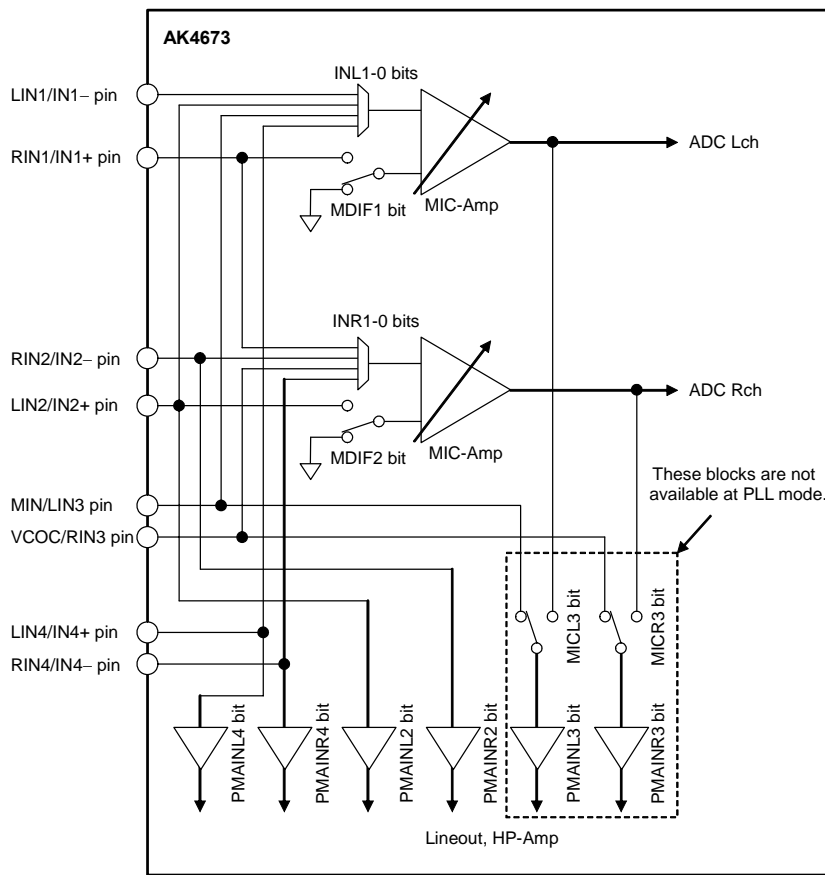 AK4673
INL1-0 bits
LIN1/IN1− pin
RIN1/IN1+ pin
ADC Lch
MDIF1 bit
MIC-Amp
INR1-0 bits
RIN2/IN2− pin
LIN2/IN2+ pin
ADC Rch
MDIF2 bit
MIC-Amp
These blocks are not
available at PLL mode.
MIN/LIN3 pin
VCOC/RIN3 pin
LIN4/IN4+ pin
RIN4/IN4− pin
MICL3 bit
MICR3 bit
PMAINL4 bit
PMAINR4 bit
PMAINL2 bit
PMAINR2 bit
PMAINL3 bit
PMAINR3 bit
Lineout, HP-Amp